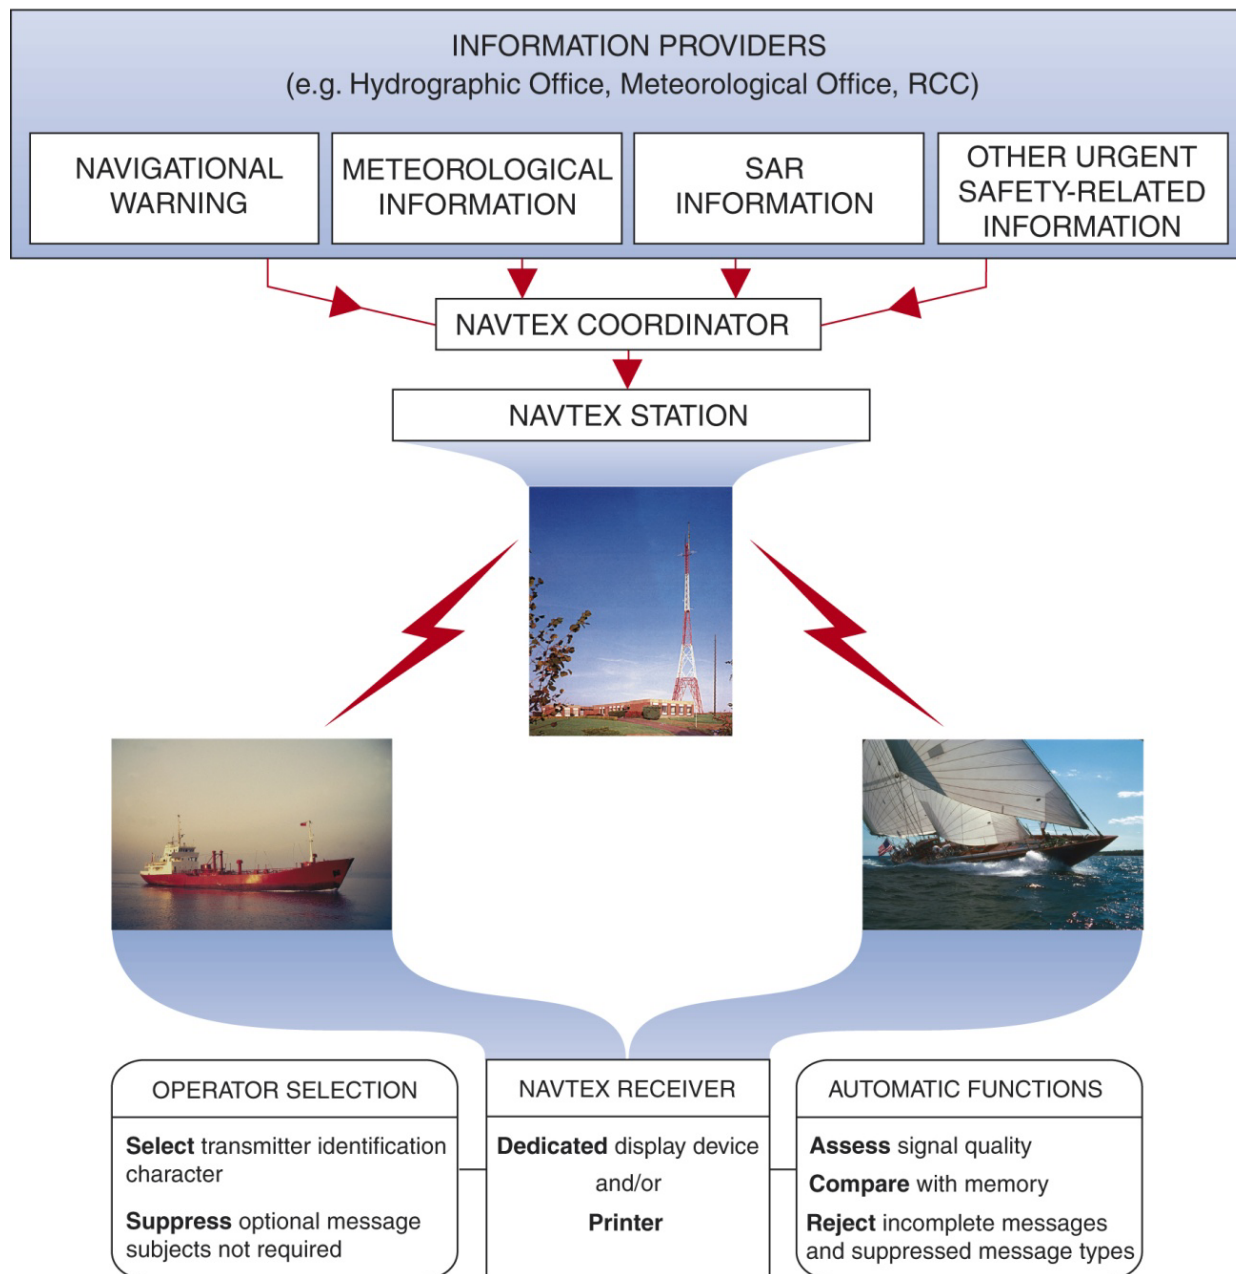 INFORMATION PROVIDERS
(e.g. Hydrographic Office, Meteorological Office, RCC)
NAVIGATIONAL
WARNING
METEOROLOGICAL
INFORMATION
SAR
INFORMATION
OTHER URGENT
SAFETY-RELATED
INFORMATION
NAVTEX COORDINATOR
NAVTEX STATION
OPERATOR SELECTION
Select transmitter identification
character
Suppress optional message
subjects not required
NAVTEX RECEIVER
Dedicated display device
and/or
Printer
AUTOMATIC FUNCTIONS
Assess signal quality
Compare with memory
Reject incomplete messages
and suppressed message types